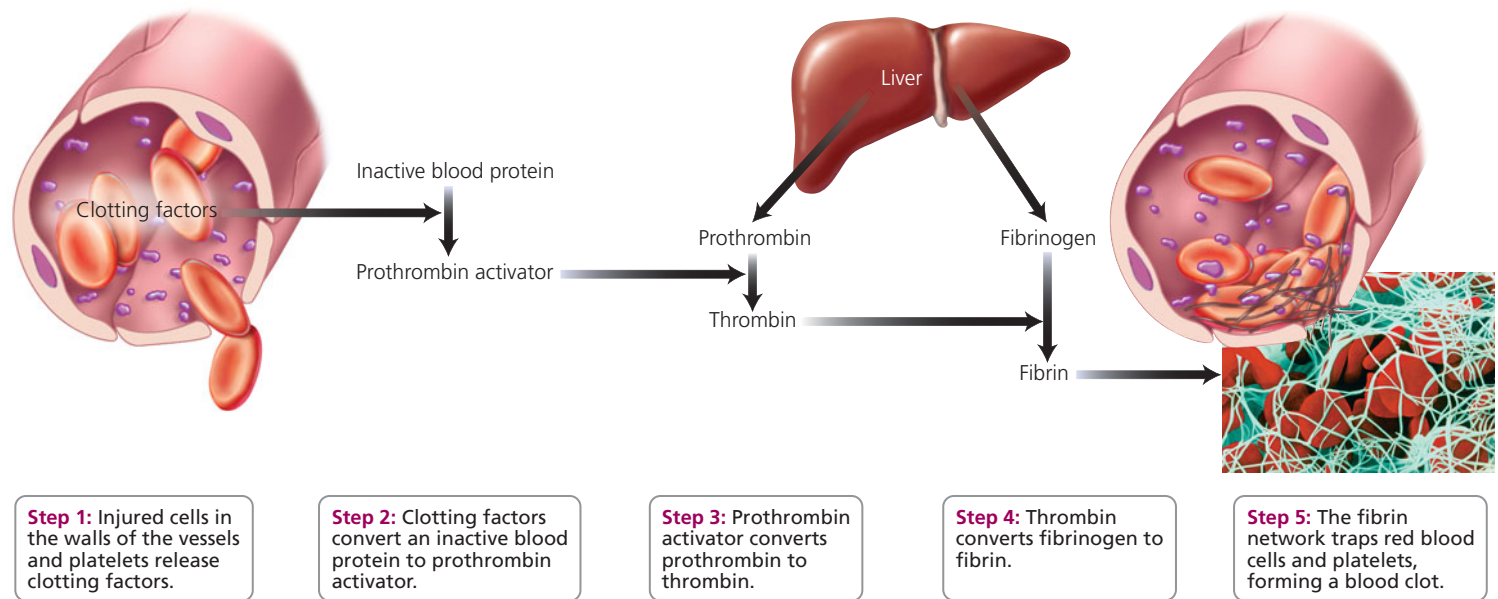 Liver
Inactive blood protein
Clotting factors
Prothrombin activator
Prothrombin
Fibrinogen
Thrombin
Fibrin
Step 1: Injured cells in
the walls of the vessels
and platelets release
clotting factors.
Step 2: Clotting factors
convert an inactive blood
protein to prothrombin
activator.
Step 3: Prothrombin
activator converts
prothrombin to
thrombin.
Step 4: Thrombin
converts fibrinogen to
fibrin.
Step 5: The fibrin
network traps red blood
cells and platelets,
forming a blood clot.